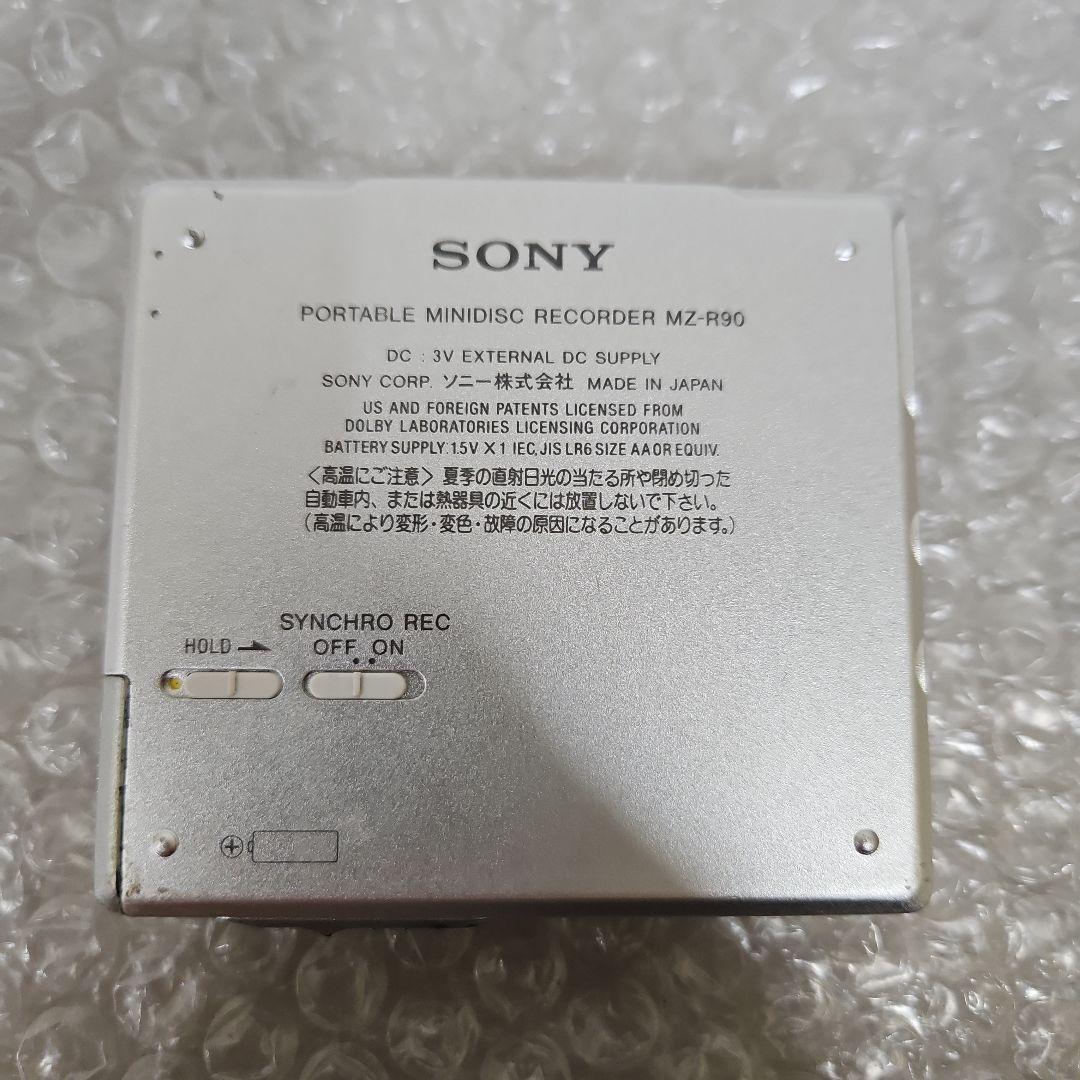 SONY
PORTABLE MINIDISC RECORDER MZ-R90
DC : 3V EXTERNAL DC SUPPLY
SONY CORP. ソニー株式会社 MADE IN JAPAN
US AND FOREIGN PATENTS LICENSED FROM
DOLBY LABORATORIES LICENSING CORPORATION
BATTERY SUPPLY 1.5V X 1 IEC, JIS LR6 SIZE AA OR EQUIV.
〈高温にご注意〉夏季の直射日光の当たる所や閉め切った
自動車内、または熱器具の近くには放置しないで下さい。
(高温により変形・変色・故障の原因になることがあります。)
SYNCHRO REC
HOLD OFF ON